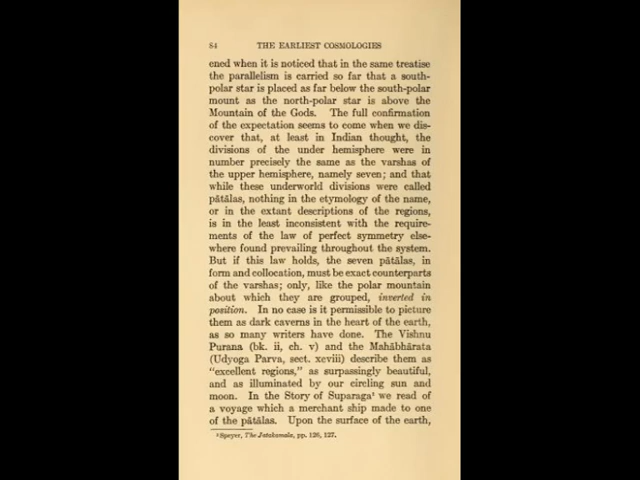 84 THE EARLIEST COSMOLOGIES
ened when it is noticed that in the same treatise
the parallelism is carried so far that a south-
polar star is placed as far below the south-polar
mount as the north-polar star is above the
Mountain of the Gods. The full confirmation
of the expectation seems to come when we dis-
cover that, at least in Indian thought, the
divisions of the under hemisphere were in
number precisely the same as the varshas of
the upper hemisphere, namely seven; and that
while these underworld divisions were called
pātālas, nothing in the etymology of the name,
or in the extant descriptions of the regions,
is in the least inconsistent with the require-
ments of the law of perfect symmetry else-
where found prevailing throughout the system.
But if this law holds, the seven pātālas, in
form and collocation, must be exact counterparts
of the varshas; only, like the polar mountain
about which they are grouped, inverted in
position. In no case is it permissible to picture
them as dark caverns in the heart of the earth,
as so many writers have done. The Vishnu
Purana (bk. ii, ch. v) and the Mahābhārata
(Udyoga Parva, sect. xcviii) describe them as
"excellent regions," as surpassingly beautiful,
and as illuminated by our circling sun and
moon. In the Story of Suparaga¹ we read of
a voyage which a merchant ship made to one
of the pātālas. Upon the surface of the earth,
¹ Speyer, The Jatakamala, pp. 126, 127.